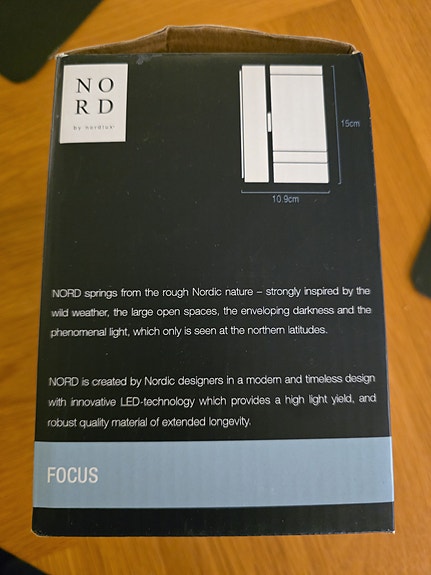 NO
RD
by nordlux
15cm
10.9cm
NORD springs from the rough Nordic nature – strongly inspired by the
wild weather, the large open spaces, the enveloping darkness and the
phenomenal light, which only is seen at the northern latitudes.
NORD is created by Nordic designers in a modern and timeless design
with innovative LED-technology which provides a high light yield, and
robust quality material of extended longevity.
FOCUS